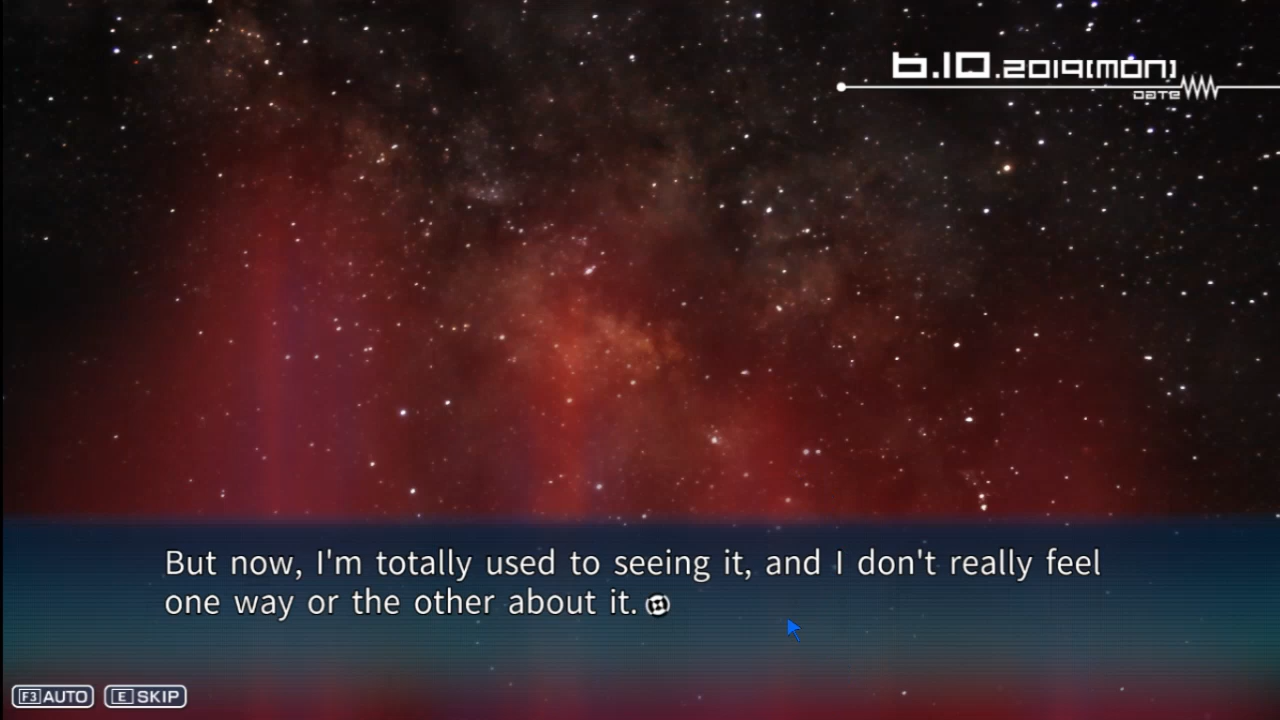 6.10.2019[MON]
DATE
But now, I'm totally used to seeing it, and I don't really feel
one way or the other about it.
F3 AUTO E SKIP